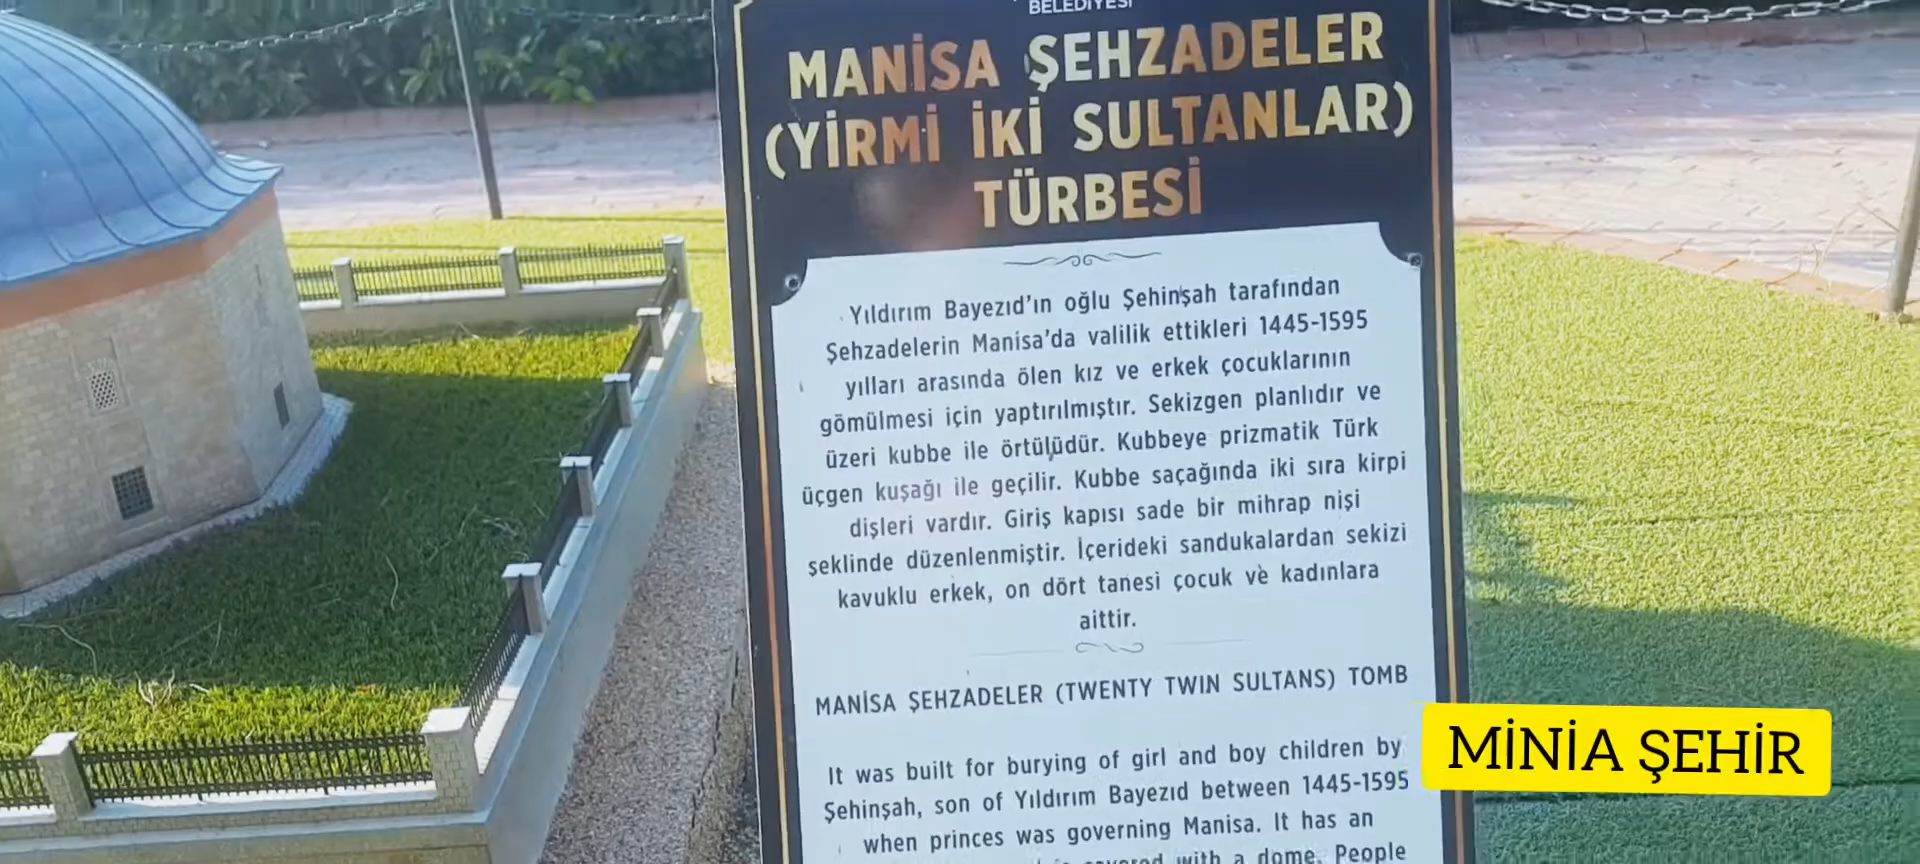 BELEDİYESİ
MANİSA ŞEHZADELER
(YİRMİ İKİ SULTANLAR)
TÜRBESİ
Yıldırım Bayezıd'ın oğlu Şehinşah tarafından
Şehzadelerin Manisa'da valilik ettikleri 1445-1595
yılları arasında ölen kız ve erkek çocuklarının
gömülmesi için yaptırılmıştır. Sekizgen planlıdır ve
üzeri kubbe ile örtülüdür. Kubbeye prizmatik Türk
üçgen kuşağı ile geçilir. Kubbe saçağında iki sıra kirpi
dişleri vardır. Giriş kapısı sade bir mihrap nişi
şeklinde düzenlenmiştir. İçerideki sandukalardan sekizi
kavuklu erkek, on dört tanesi çocuk ve kadınlara
aittir.
MANİSA ŞEHZADELER (TWENTY TWIN SULTANS) TOMB
It was built for burying of girl and boy children by
Şehinşah, son of Yıldırım Bayezıd between 1445-1595
when princes was governing Manisa. It has an
covered with a dome. People
MİNİA ŞEHİR